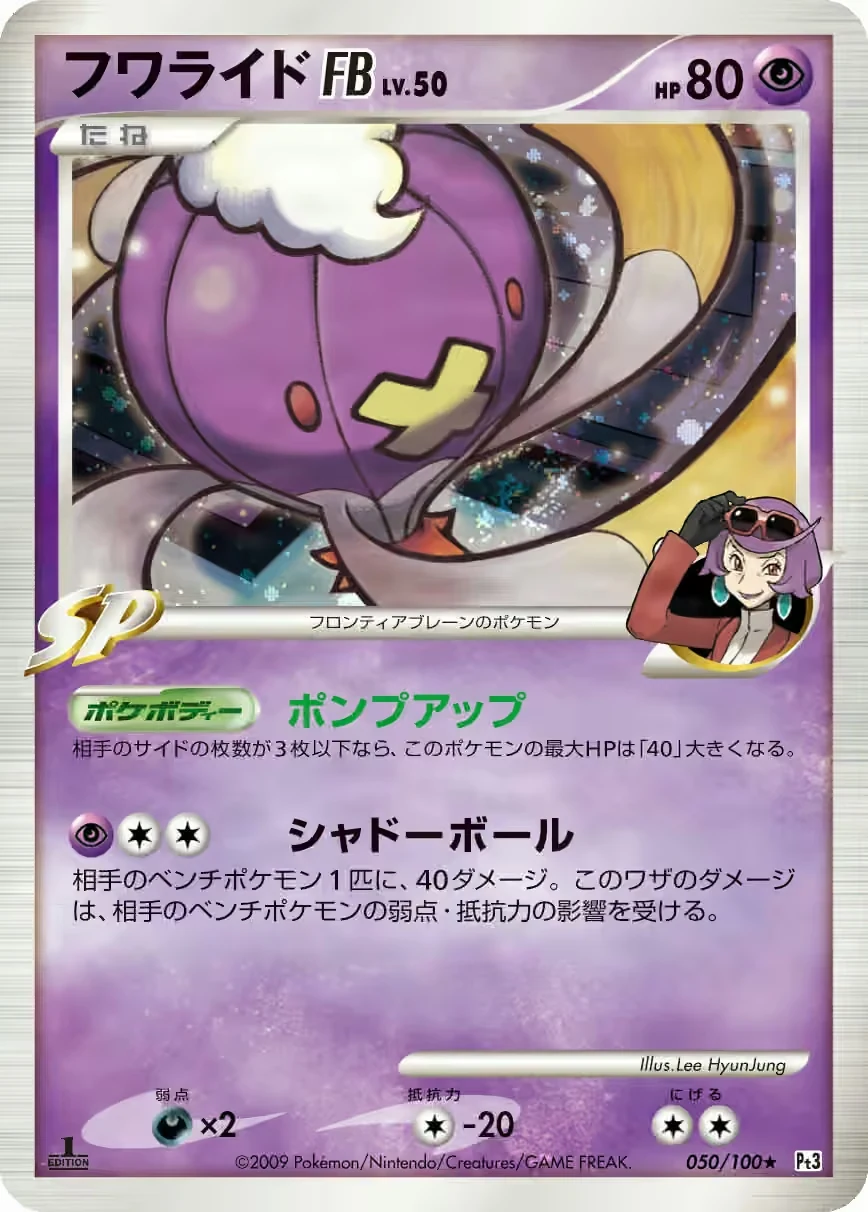 フワライド FB LV.50 HP 80
たね
SP
フロンティアブレーンのポケモン
ポケボディー ポンプアップ
相手のサイドの枚数が3枚以下なら、このポケモンの最大HPは「40」大きくなる。
シャドーボール
相手のベンチポケモン1匹に、40ダメージ。このワザのダメージ
は、相手のベンチポケモンの弱点・抵抗力の影響を受ける。
Illus.Lee HyunJung
弱点 抵抗力 にげる
×2 -20
1 EDITION
©2009 Pokémon/Nintendo/Creatures/GAME FREAK. 050/100★ Pt3